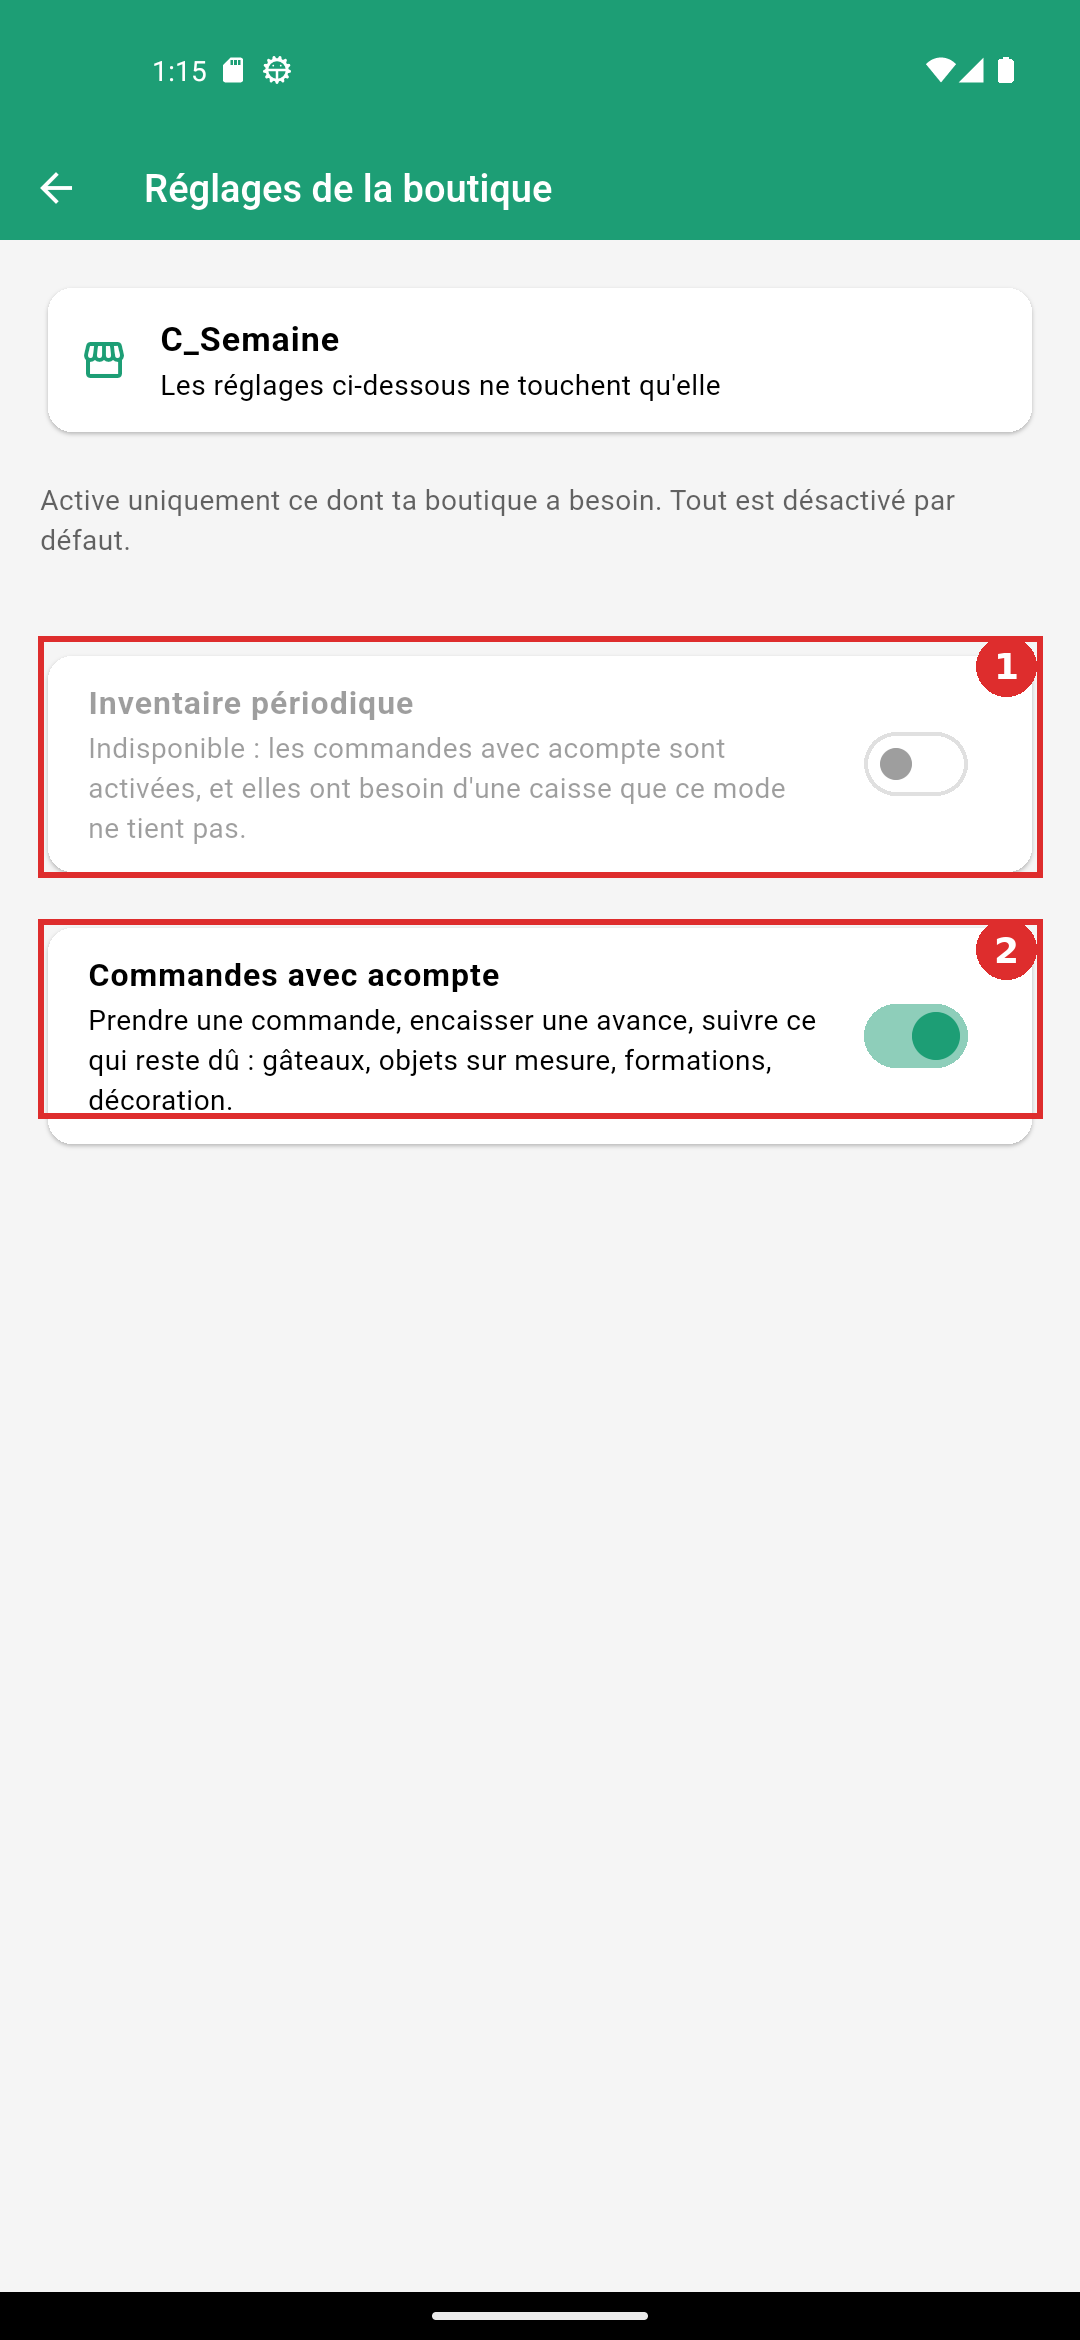 1:15
Réglages de la boutique
C_Semaine
Les réglages ci-dessous ne touchent qu'elle
Active uniquement ce dont ta boutique a besoin. Tout est désactivé par
défaut.
1
Inventaire périodique
Indisponible : les commandes avec acompte sont
activées, et elles ont besoin d'une caisse que ce mode
ne tient pas.
2
Commandes avec acompte
Prendre une commande, encaisser une avance, suivre ce
qui reste dû : gâteaux, objets sur mesure, formations,
décoration.